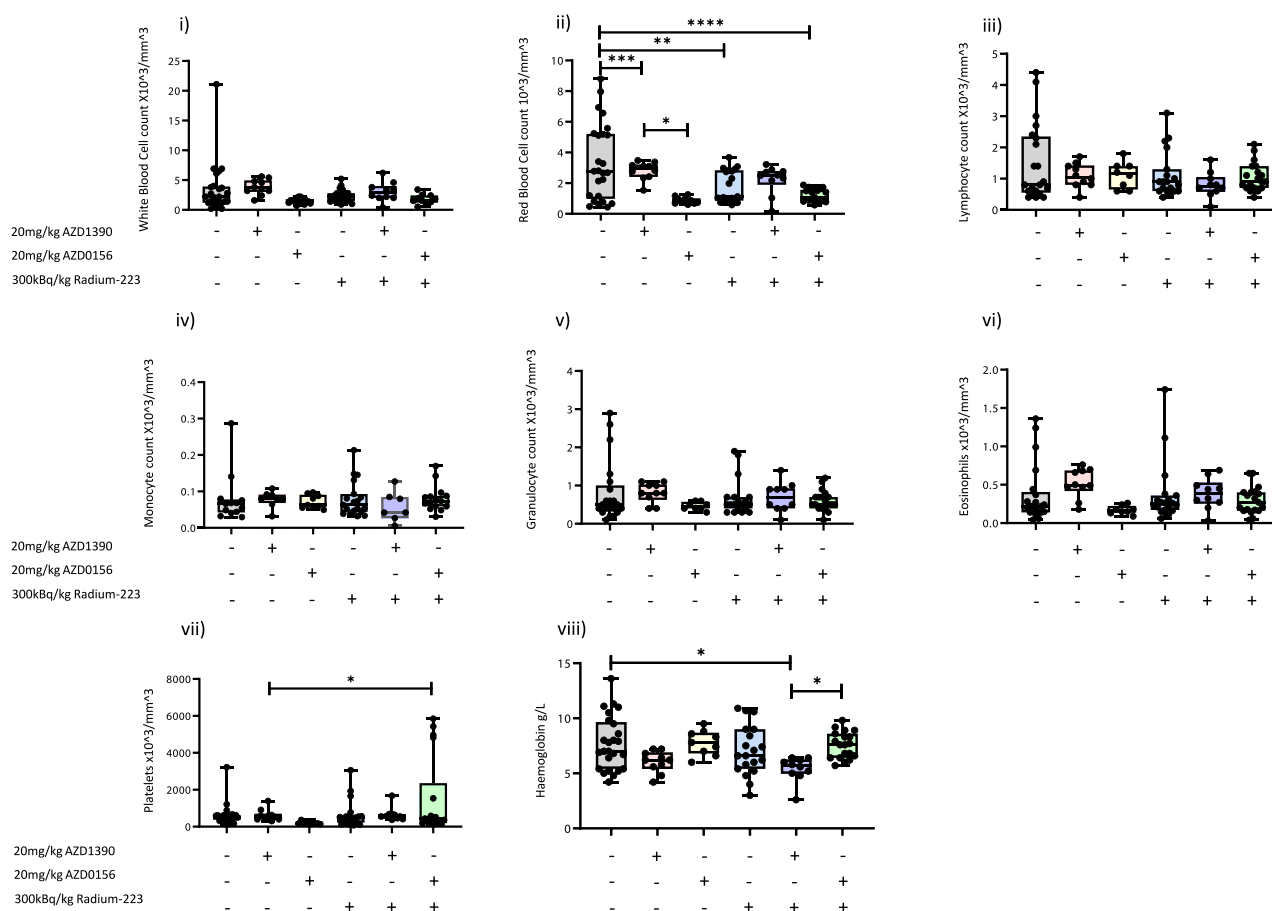 i)
White Blood Cell count X10^3/mm^3
25
20
15
10
5
0
20mg/kg AZD1390 - + - - + -
20mg/kg AZD0156 - - + - - +
300kBq/kg Radium-223 - - - + + +
ii)
Red Blood Cell count 10^3/mm^3
****
**
***
*
10
8
6
4
2
0
- + - - + -
- - + - - +
- - - + + +
iii)
Lymphocyte count X10^3/mm^3
5
4
3
2
1
0
- + - - + -
- - + - - +
- - - + + +
iv)
Monocyte count X10^3/mm^3
0.4
0.3
0.2
0.1
0.0
20mg/kg AZD1390 - + - - + -
20mg/kg AZD0156 - - + - - +
300kBq/kg Radium-223 - - - + + +
v)
Granulocyte count X10^3/mm^3
4
3
2
1
0
- + - - + -
- - + - - +
- - - + + +
vi)
Eosinophils x10^3/mm^3
2.0
1.5
1.0
0.5
0.0
- + - - + -
- - + - - +
- - - + + +
vii)
Platelets x10^3/mm^3
*
8000
6000
4000
2000
0
20mg/kg AZD1390 - + - - + -
20mg/kg AZD0156 - - + - - +
300kBq/kg Radium-223 - - - + + +
viii)
Haemoglobin g/L
*
*
15
10
5
0
- + - - + -
- - + - - +
- - - + + +